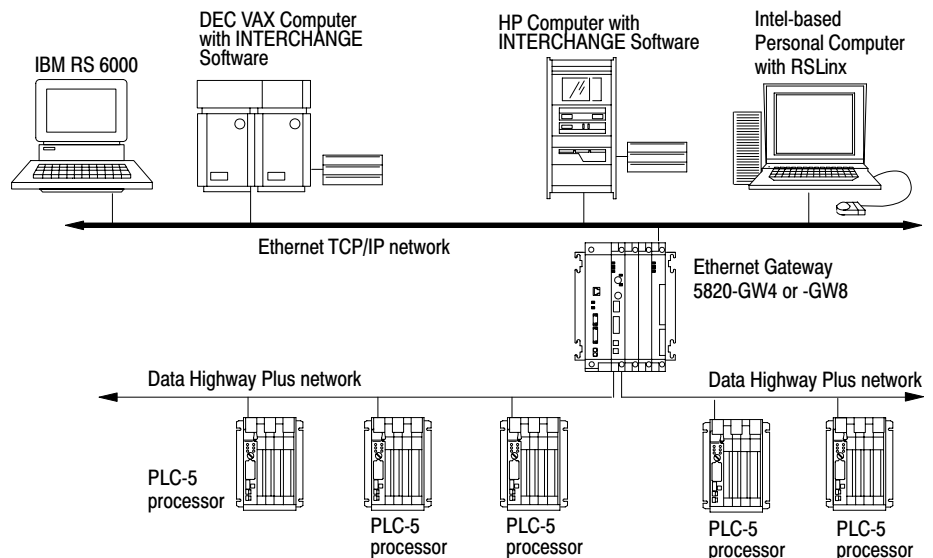 IBM RS 6000
DEC VAX Computer
with INTERCHANGE
Software
HP Computer with
INTERCHANGE Software
Intel-based
Personal Computer
with RSLinx
Ethernet TCP/IP network
Ethernet Gateway
5820-GW4 or -GW8
Data Highway Plus network
Data Highway Plus network
PLC-5
processor
PLC-5
processor
PLC-5
processor
PLC-5
processor
PLC-5
processor